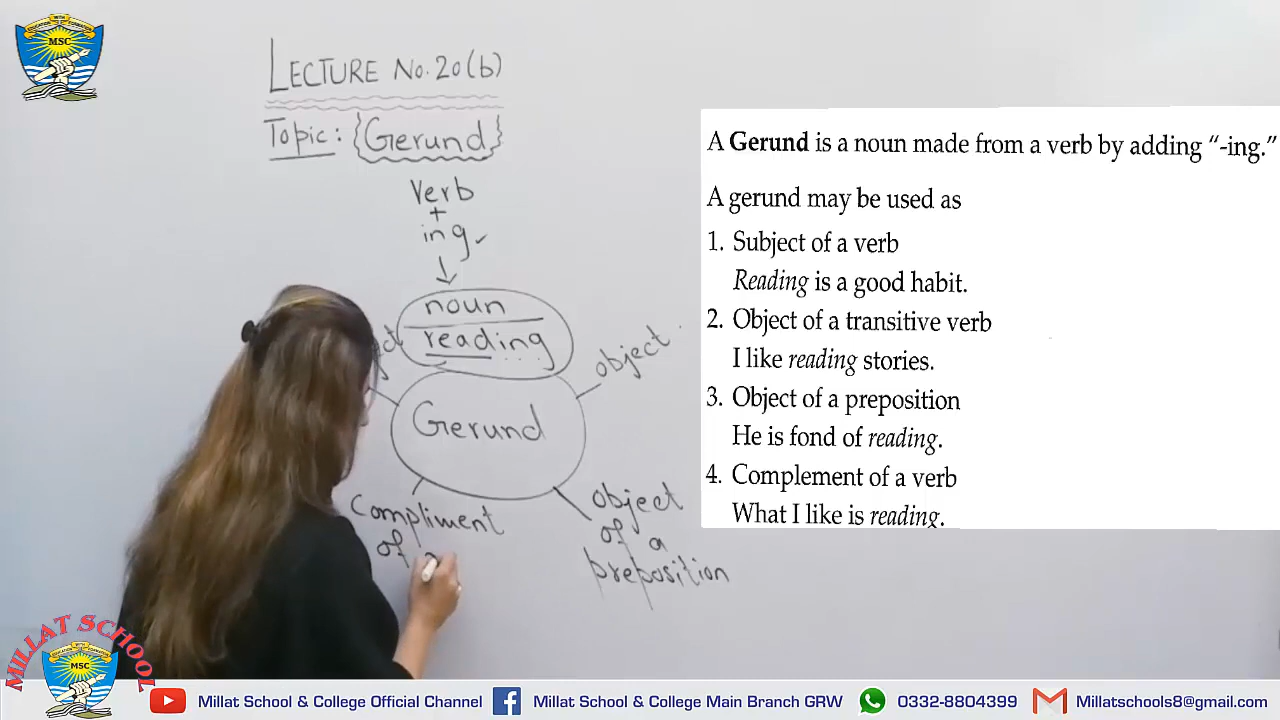 MSC
LECTURE No. 20(b)
Topic: {Gerund}
Verb
+
ing
noun
reading
object
Gerund
Compliment
of a
object
of a
preposition
A Gerund is a noun made from a verb by adding “-ing.”
A gerund may be used as
1. Subject of a verb
Reading is a good habit.
2. Object of a transitive verb
I like reading stories.
3. Object of a preposition
He is fond of reading.
4. Complement of a verb
What I like is reading.
MILLAT SCHOOL
MSC
Millat School & College Official Channel
Millat School & College Main Branch GRW
0332-8804399
Millatschools8@gmail.com